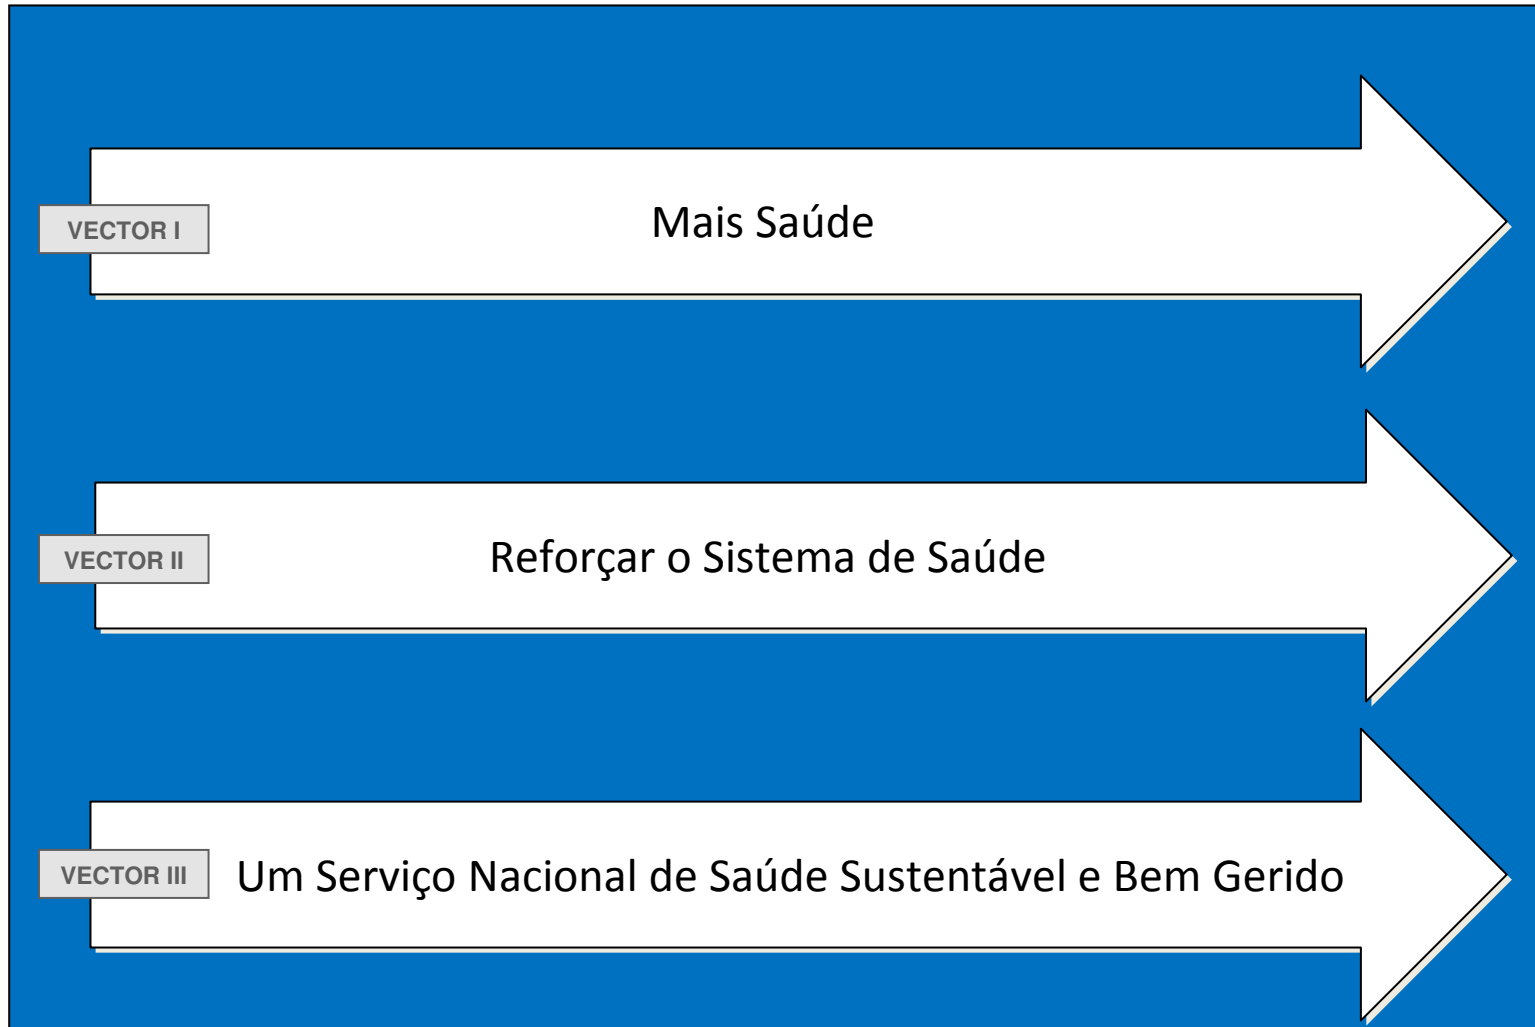 VECTOR I
Mais Saúde
VECTOR II
Reforçar o Sistema de Saúde
VECTOR III
Um Serviço Nacional de Saúde Sustentável e Bem Gerido